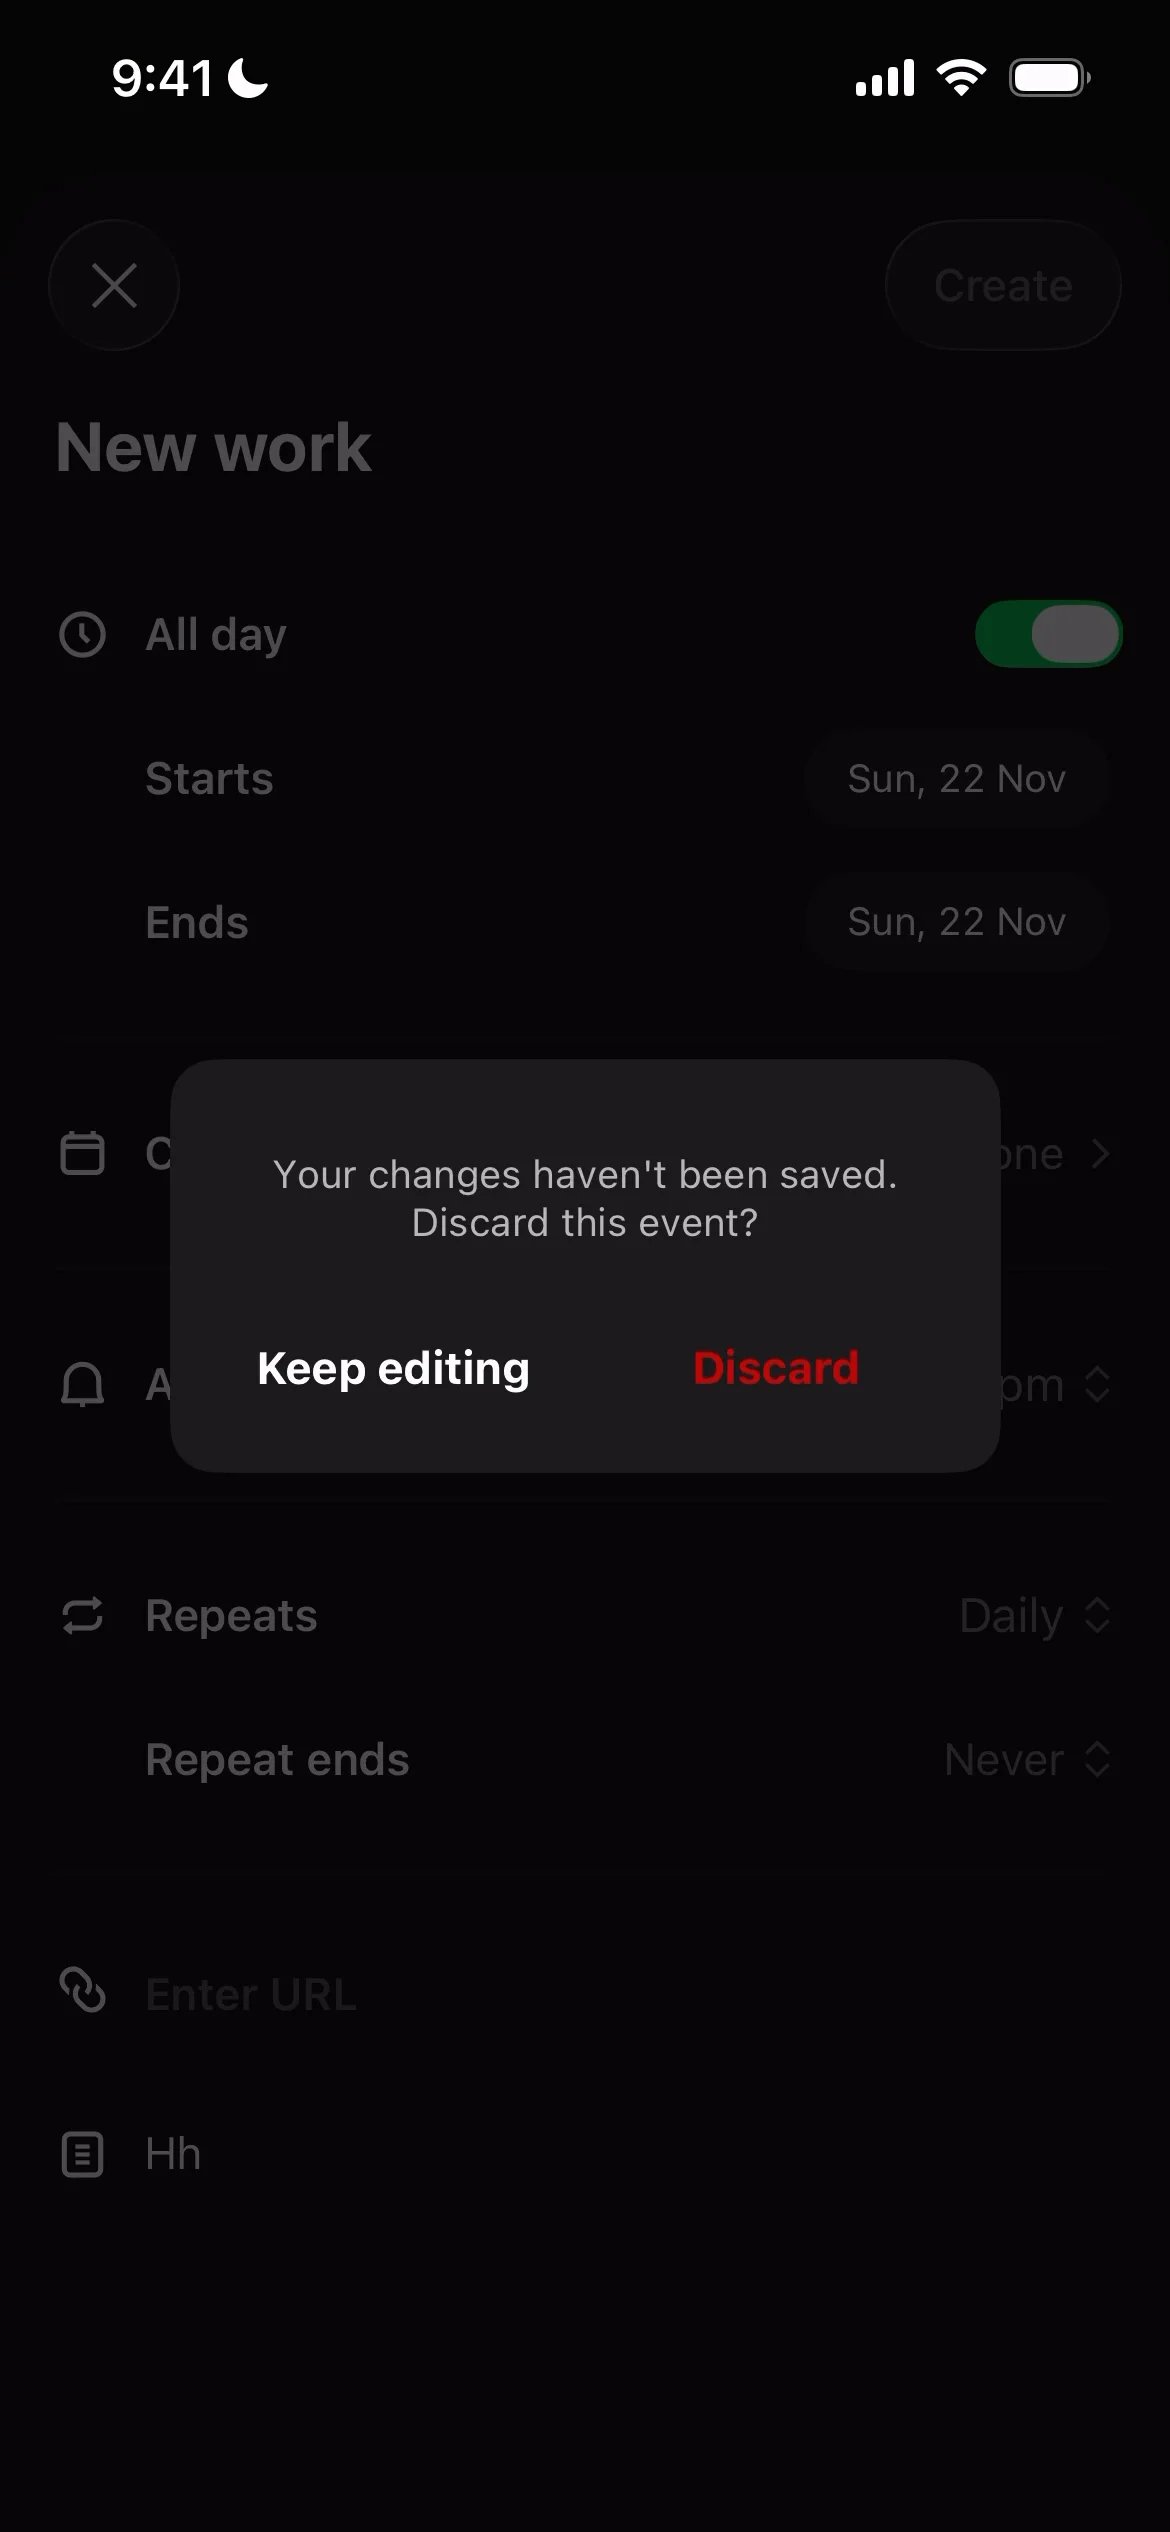 9:41
Create
New work
All day
Starts
Sun, 22 Nov
Ends
Sun, 22 Nov
Your changes haven't been saved.
Discard this event?
Keep editing
Discard
Repeats
Daily
Repeat ends
Never
Enter URL
Hh